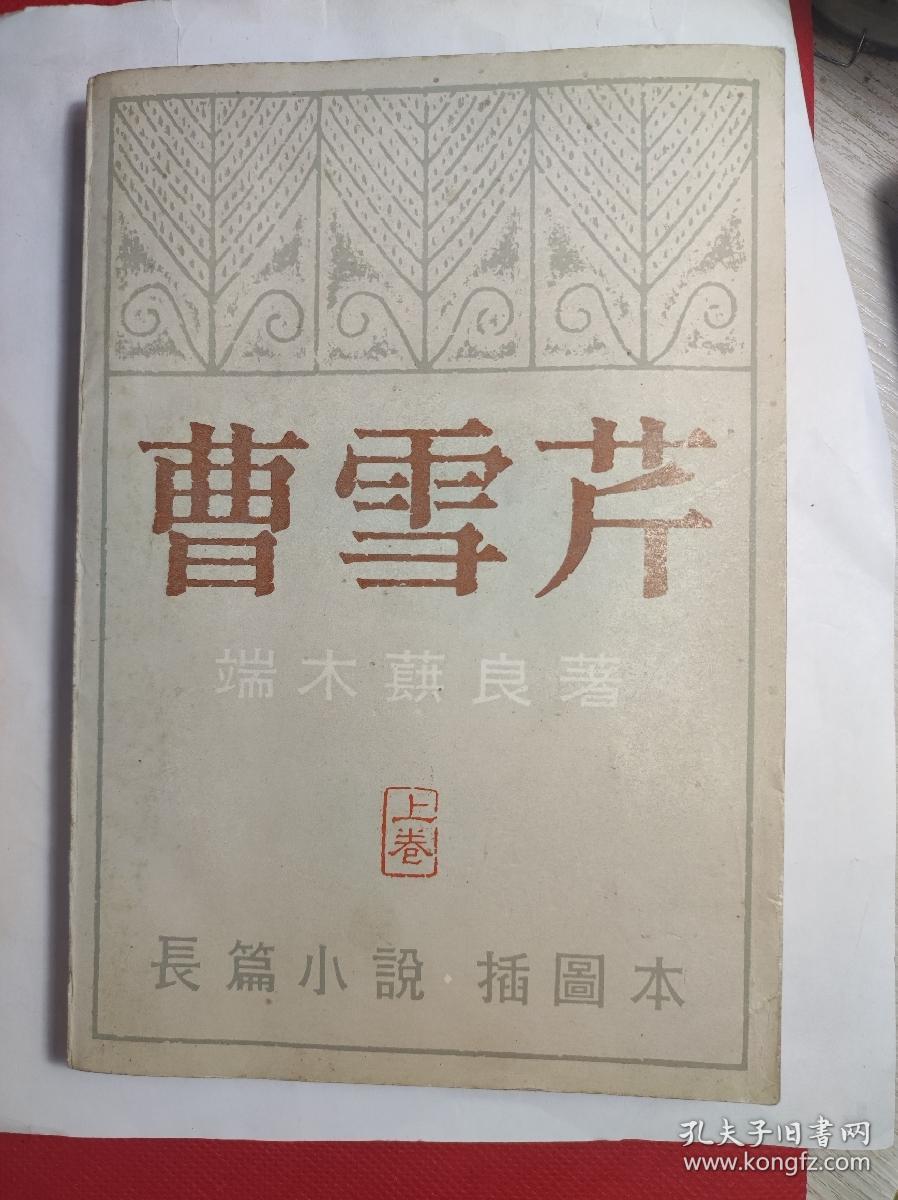 曹雪芹
端木蕻良著
上卷
長篇小說·插圖本
孔夫子旧书网
www.kongfz.com